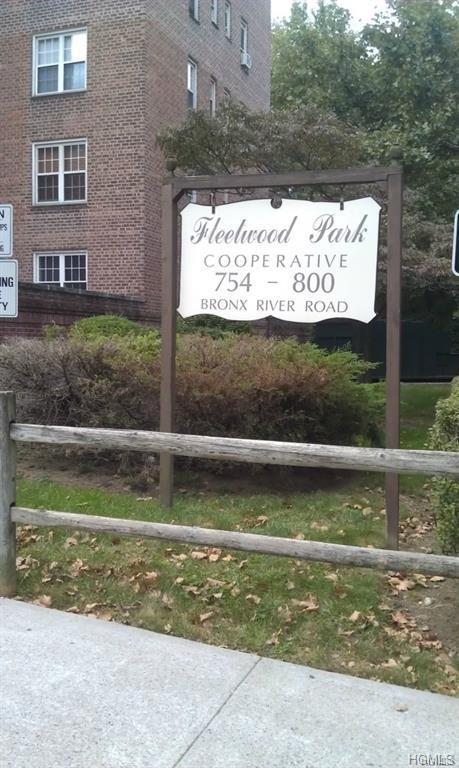 Fleetwood Park
COOPERATIVE
754 - 800
BRONX RIVER ROAD
HGMLS